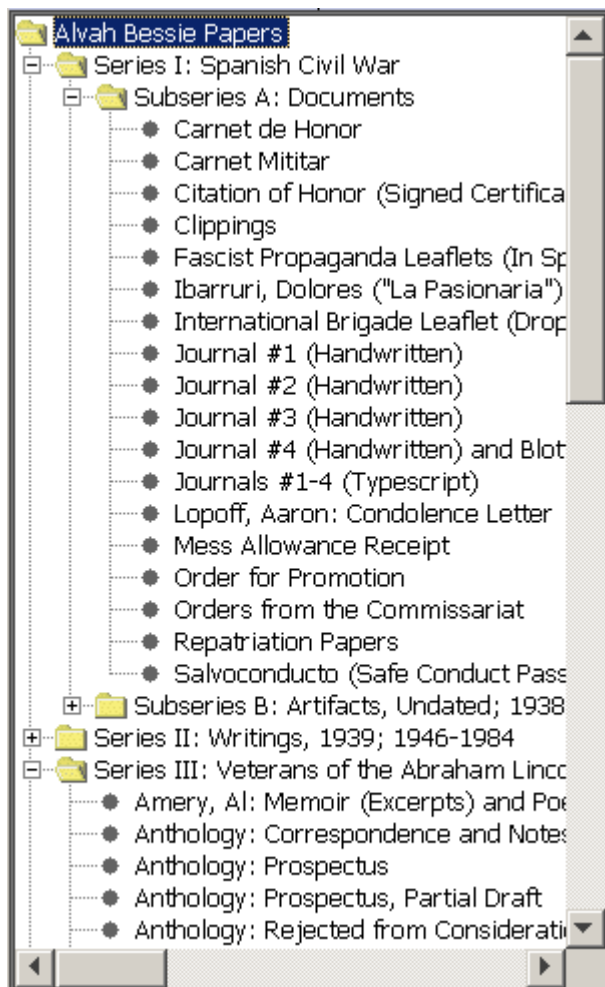 Alvah Bessie Papers
Series I: Spanish Civil War
Subseries A: Documents
Carnet de Honor
Carnet Mititar
Citation of Honor (Signed Certifica
Clippings
Fascist Propaganda Leaflets (In Sp
Ibarruri, Dolores ("La Pasionaria")
International Brigade Leaflet (Drop
Journal #1 (Handwritten)
Journal #2 (Handwritten)
Journal #3 (Handwritten)
Journal #4 (Handwritten) and Blot
Journals #1-4 (Typescript)
Lopoff, Aaron: Condolence Letter
Mess Allowance Receipt
Order for Promotion
Orders from the Commissariat
Repatriation Papers
Salvoconducto (Safe Conduct Pass
Subseries B: Artifacts, Undated; 1938
Series II: Writings, 1939; 1946-1984
Series III: Veterans of the Abraham Linco
Amery, Al: Memoir (Excerpts) and Poe
Anthology: Correspondence and Notes
Anthology: Prospectus
Anthology: Prospectus, Partial Draft
Anthology: Rejected from Considerati